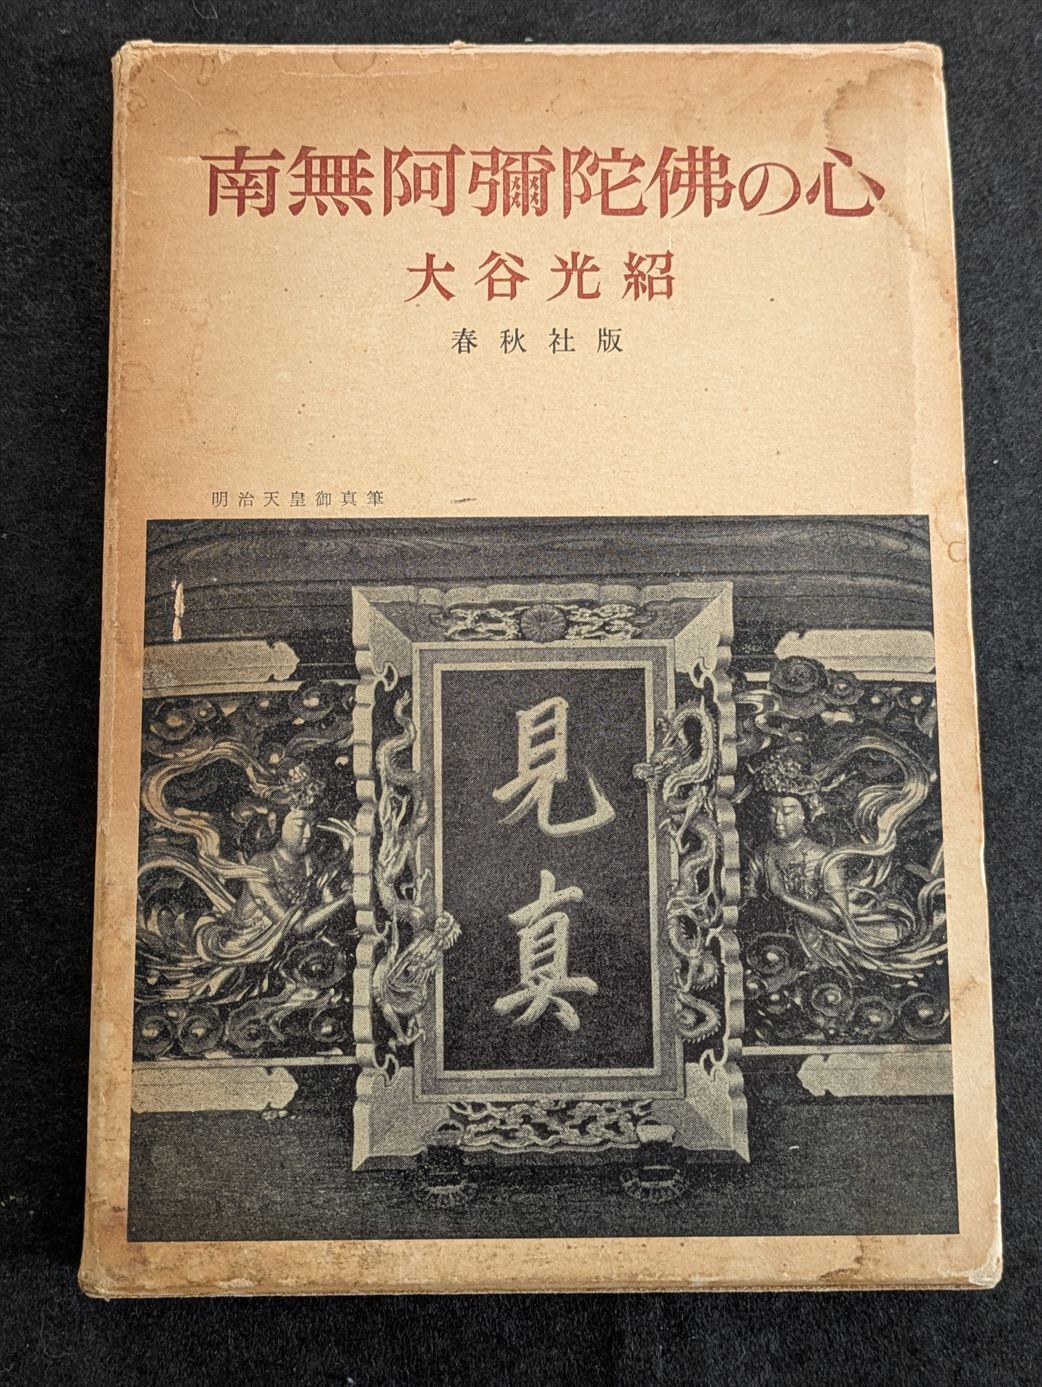 南無阿彌陀佛の心
大谷光紹
春秋社版
明治天皇御真筆
見真